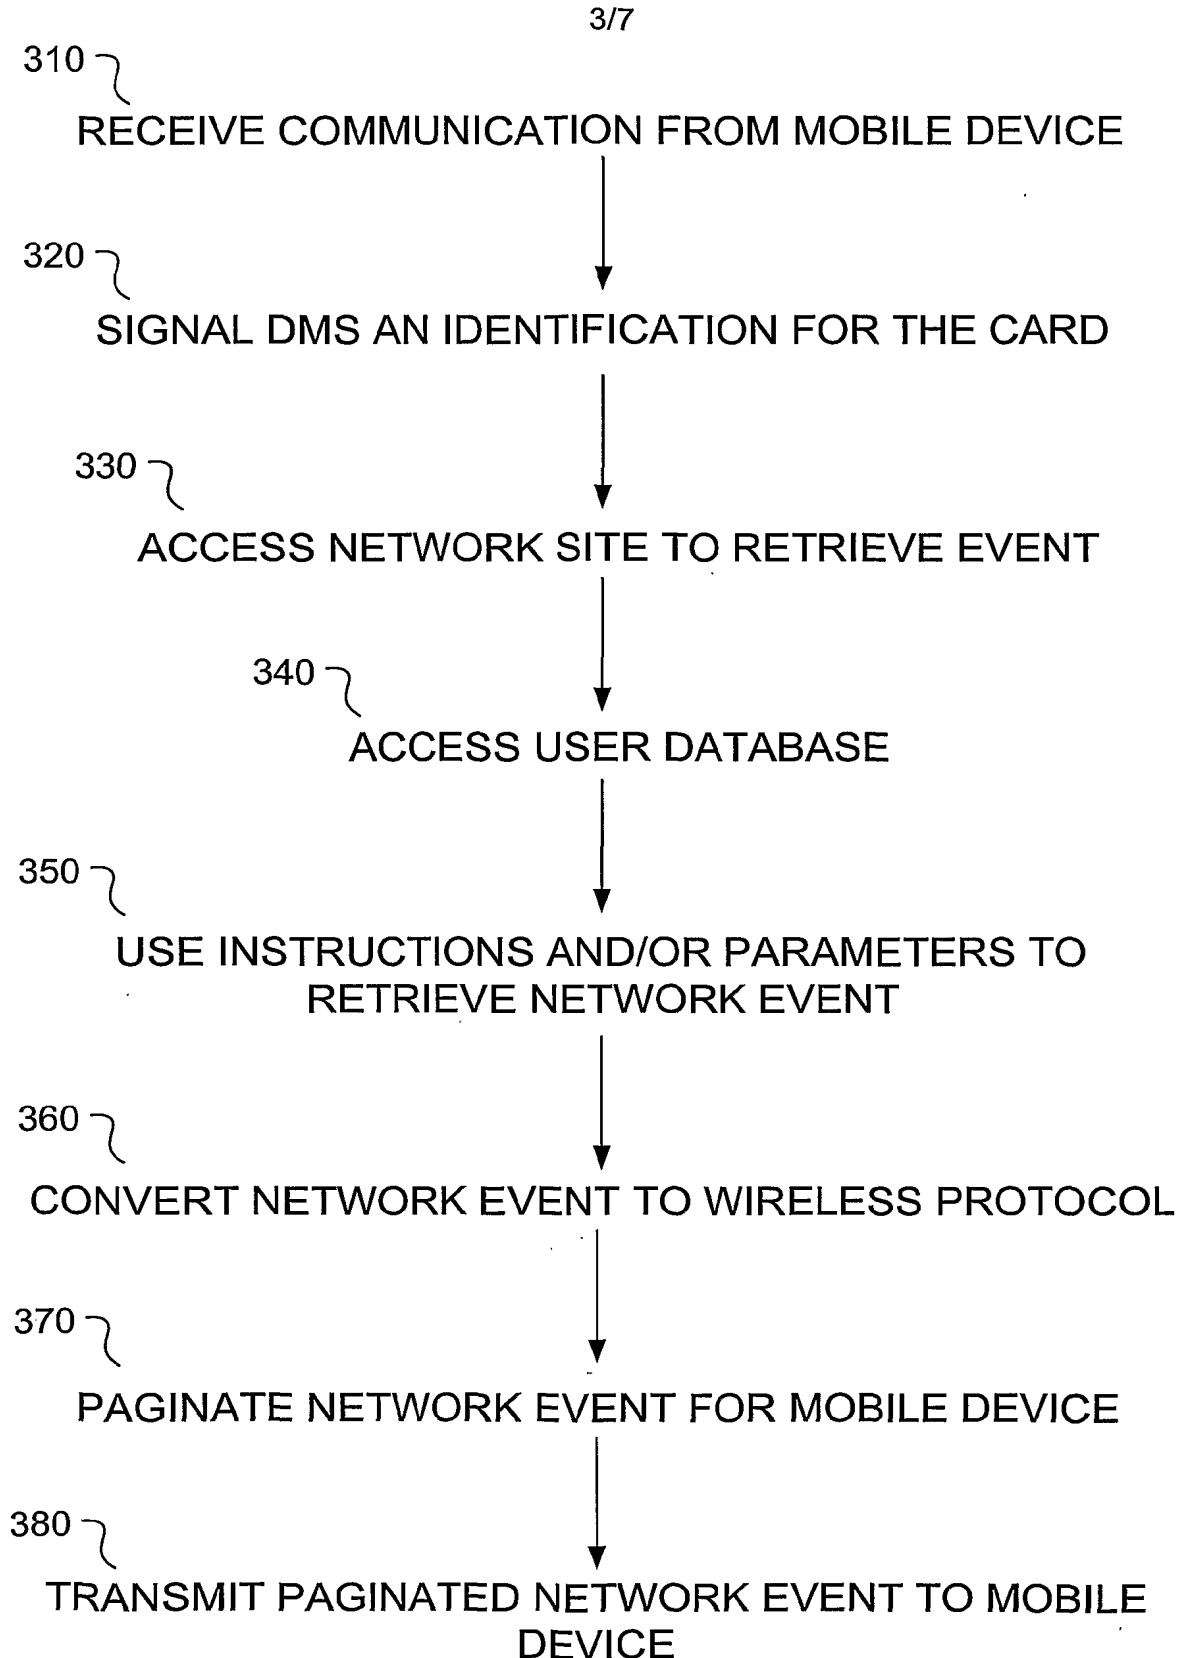 3/7
310
RECEIVE COMMUNICATION FROM MOBILE DEVICE
320
SIGNAL DMS AN IDENTIFICATION FOR THE CARD
330
ACCESS NETWORK SITE TO RETRIEVE EVENT
340
ACCESS USER DATABASE
350
USE INSTRUCTIONS AND/OR PARAMETERS TO
RETRIEVE NETWORK EVENT
360
CONVERT NETWORK EVENT TO WIRELESS PROTOCOL
370
PAGINATE NETWORK EVENT FOR MOBILE DEVICE
380
TRANSMIT PAGINATED NETWORK EVENT TO MOBILE
DEVICE